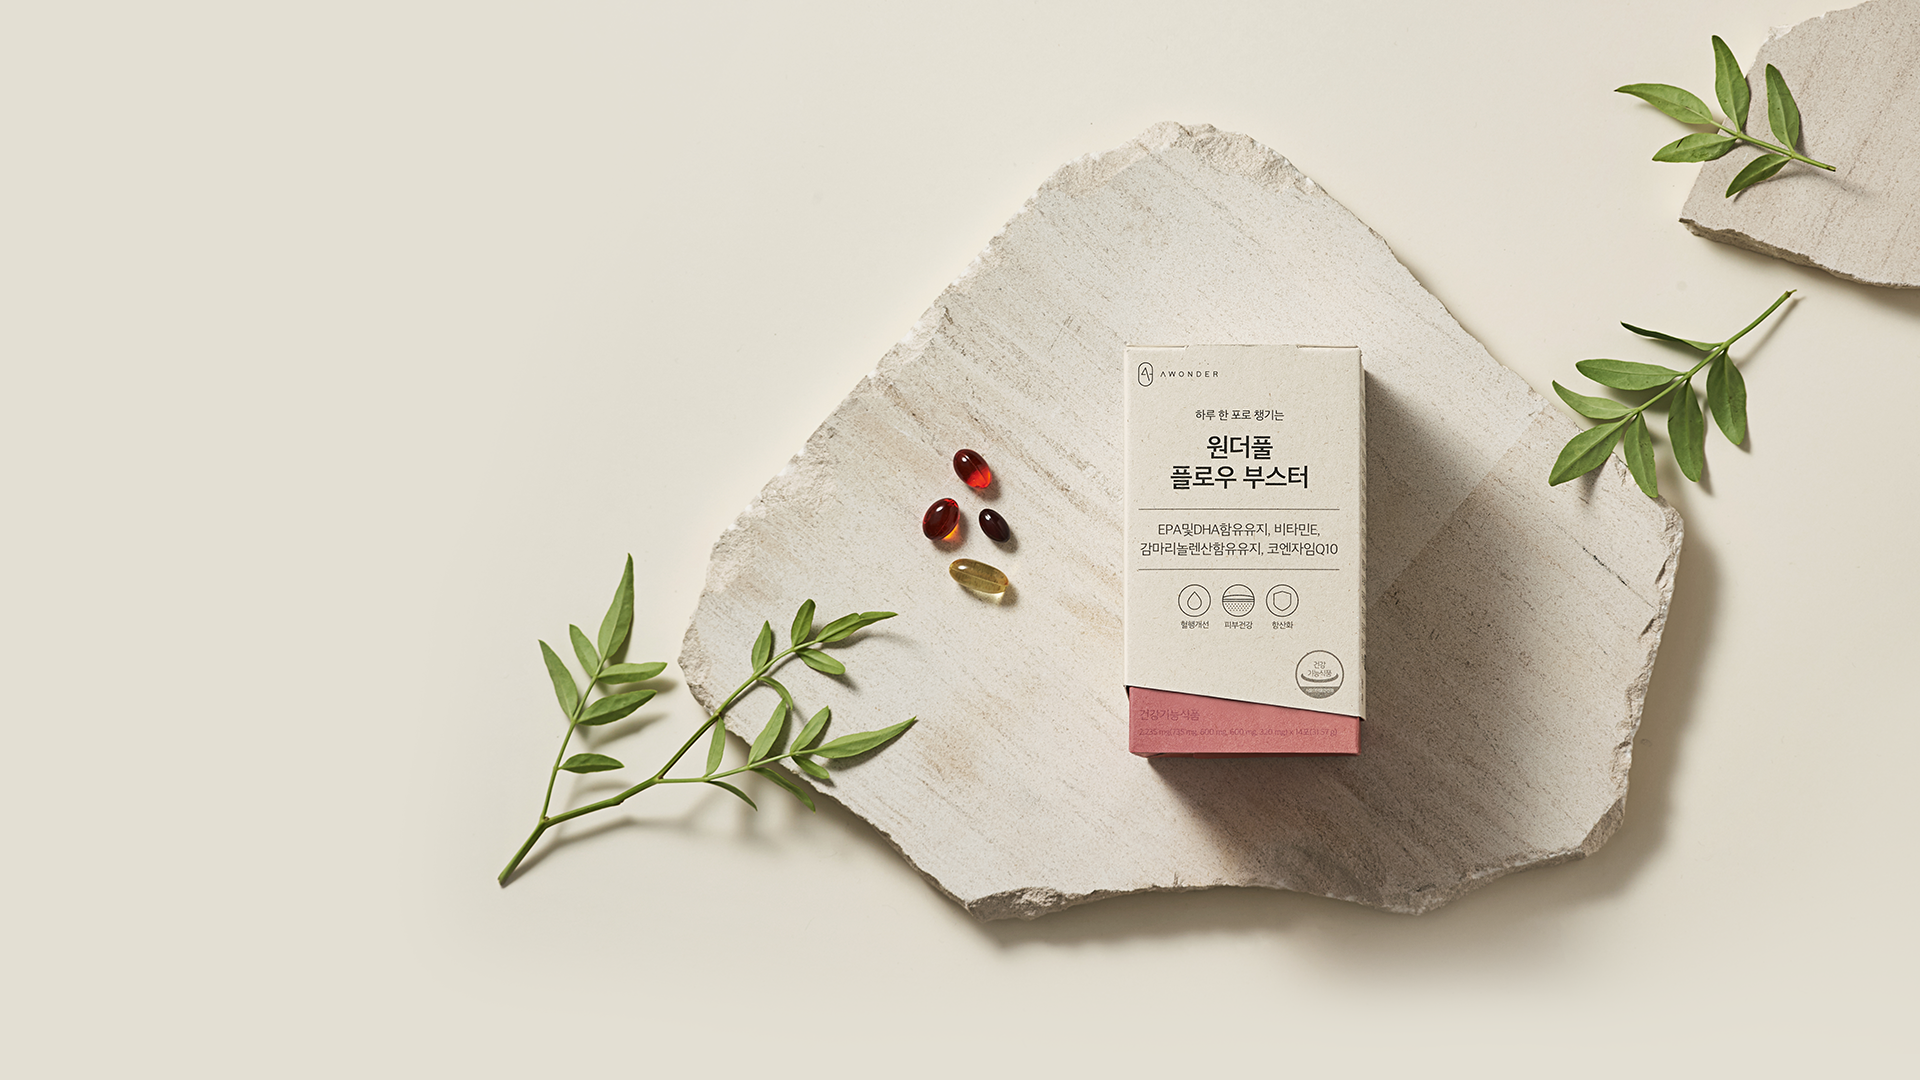 AWONDER
하루 한 포로 챙기는
원더풀
플로우 부스터
EPA및DHA함유유지, 비타민E,
감마리놀렌산함유유지, 코엔자임Q10
혈행개선 피부건강 항산화
건강
기능식품
건강기능식품